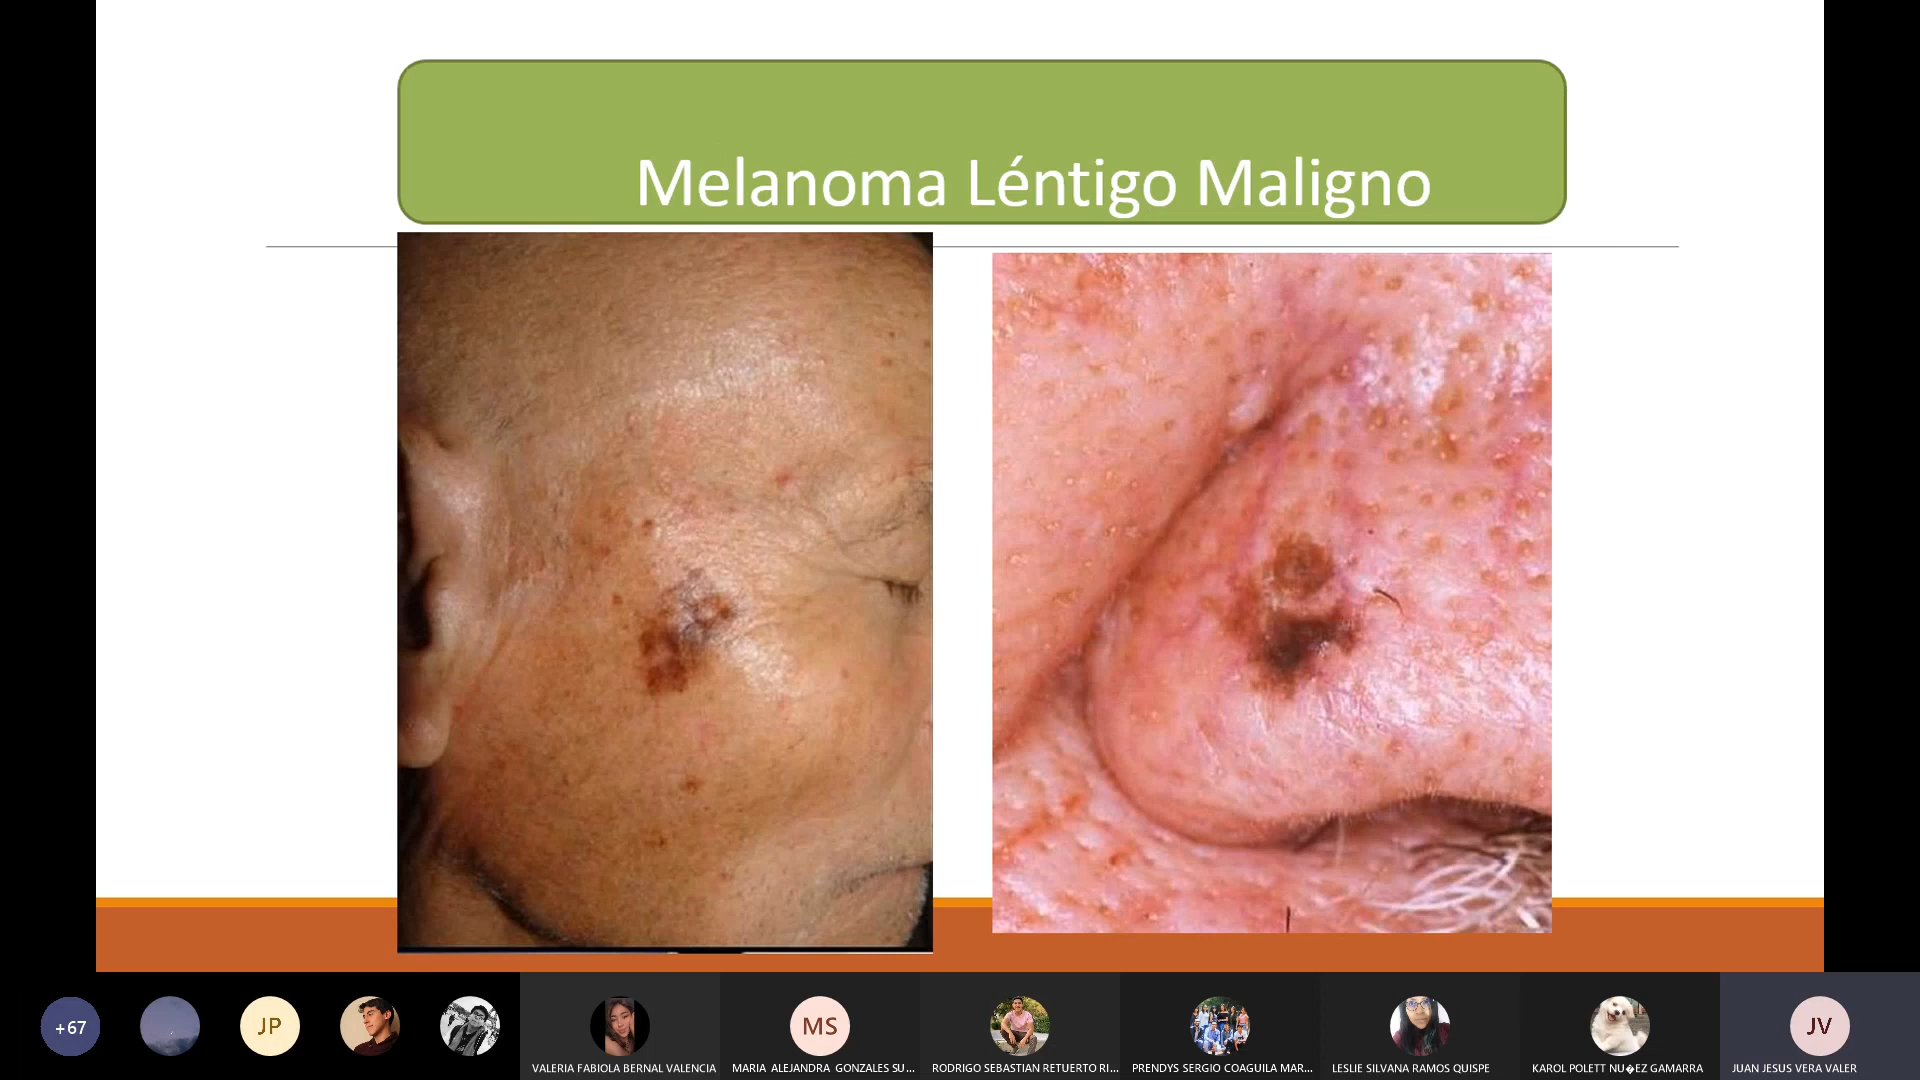 Melanoma Léntigo Maligno
+67
JP
MS
JV
VALERIA FABIOLA BERNAL VALENCIA
MARIA ALEJANDRA GONZALES SU...
RODRIGO SEBASTIAN RETUERTO RI...
PRENDYS SERGIO COAGUILA MAR...
LESLIE SILVANA RAMOS QUISPE
KAROL POLETT NU�EZ GAMARRA
JUAN JESUS VERA VALER